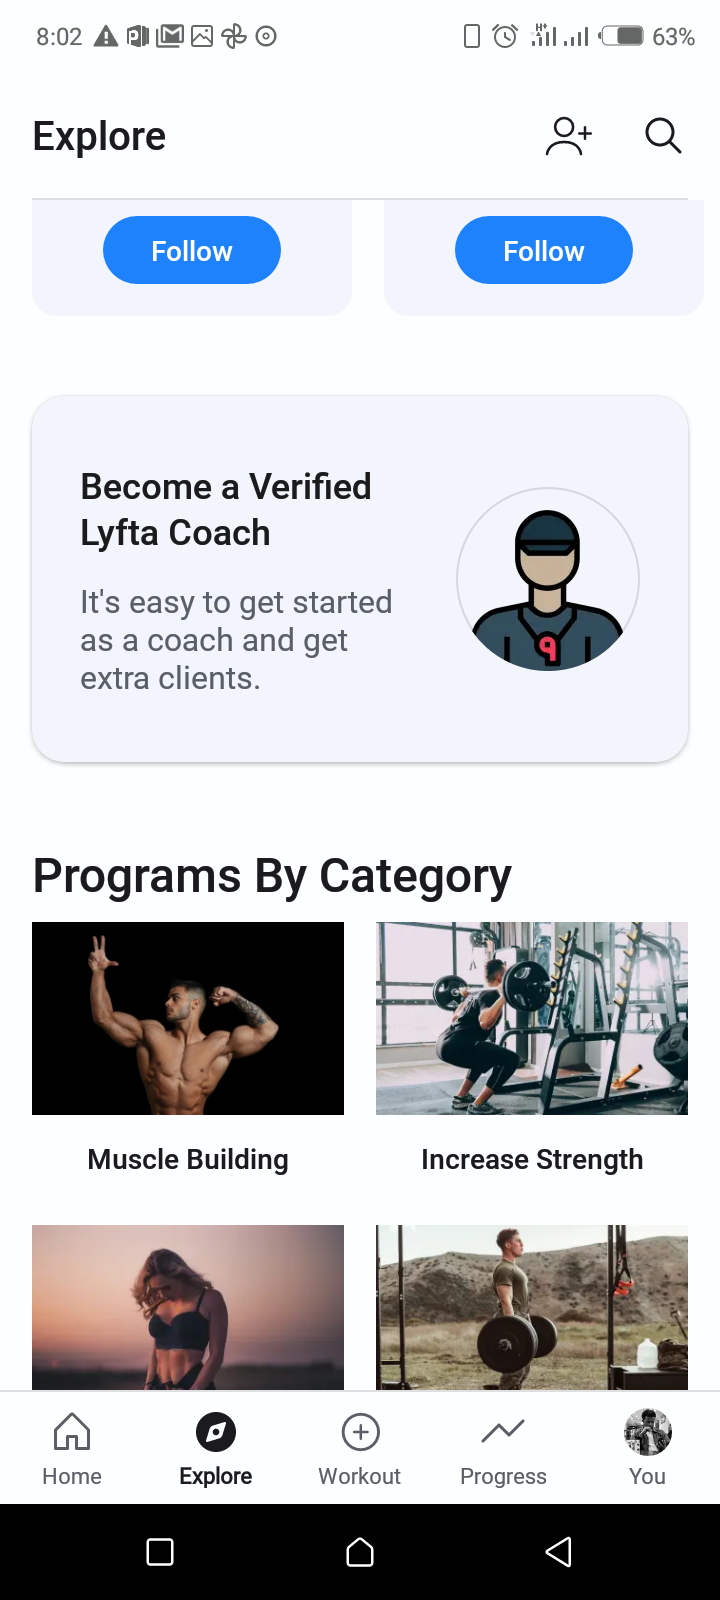 8:02
63%
Explore
Follow
Follow
Become a Verified
Lyfta Coach
It's easy to get started
as a coach and get
extra clients.
Programs By Category
Muscle Building
Increase Strength
Home
Explore
Workout
Progress
You